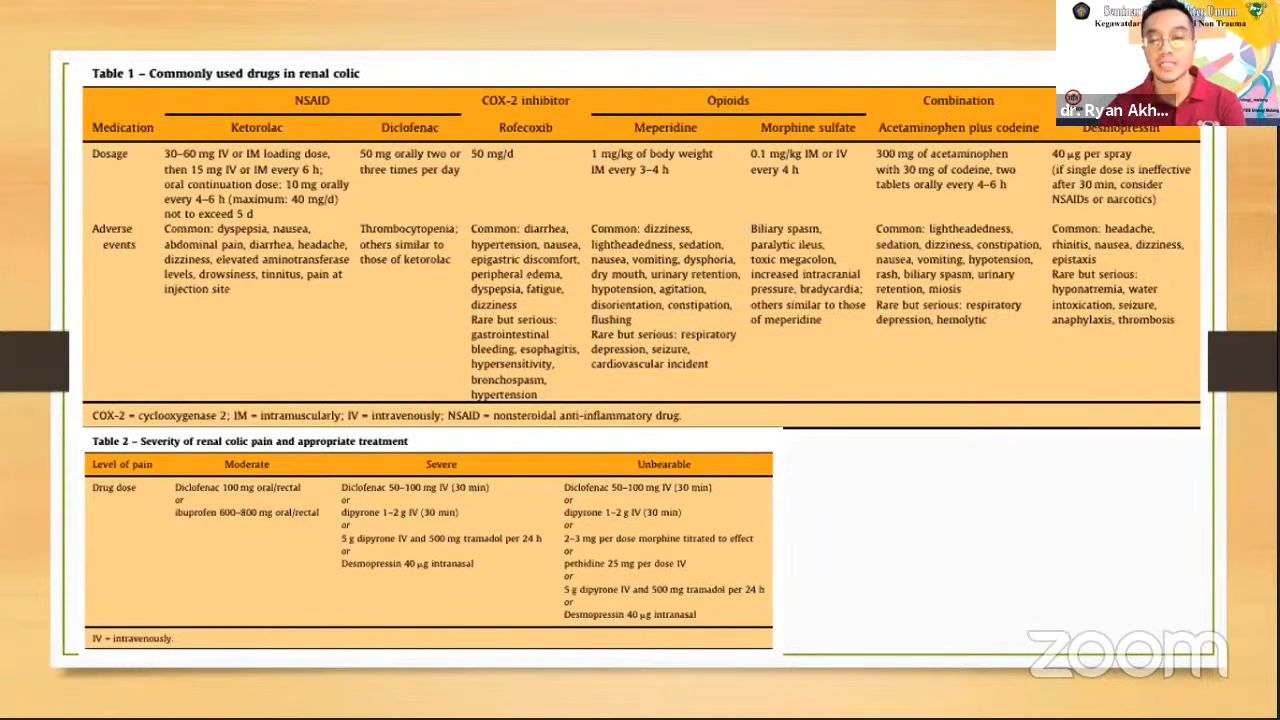 Seminar
Umum
Kegawatdar
Non Trauma
dr. Ryan Akh...
Table 1 – Commonly used drugs in renal colic
NSAID
COX-2 inhibitor
Opioids
Combination
Medication
Ketorolac
Diclofenac
Rofecoxib
Meperidine
Morphine sulfate
Acetaminophen plus codeine
Desmopressin
Dosage
30–60 mg IV or IM loading dose,
then 15 mg IV or IM every 6 h;
oral continuation dose: 10 mg orally
every 4–6 h (maximum: 40 mg/d)
not to exceed 5 d
50 mg orally two or
three times per day
50 mg/d
1 mg/kg of body weight
IM every 3–4 h
0.1 mg/kg IM or IV
every 4 h
300 mg of acetaminophen
with 30 mg of codeine, two
tablets orally every 4–6 h
40 μg per spray
(if single dose is ineffective
after 30 min, consider
NSAIDs or narcotics)
Adverse
events
Common: dyspepsia, nausea,
abdominal pain, diarrhea, headache,
dizziness, elevated aminotransferase
levels, drowsiness, tinnitus, pain at
injection site
Thrombocytopenia;
others similar to
those of ketorolac
Common: diarrhea,
hypertension, nausea,
epigastric discomfort,
peripheral edema,
dyspepsia, fatigue,
dizziness
Rare but serious:
gastrointestinal
bleeding, esophagitis,
hypersensitivity,
bronchospasm,
hypertension
Common: dizziness,
lightheadedness, sedation,
nausea, vomiting, dysphoria,
dry mouth, urinary retention,
hypotension, agitation,
disorientation, constipation,
flushing
Rare but serious: respiratory
depression, seizure,
cardiovascular incident
Biliary spasm,
paralytic ileus,
toxic megacolon,
increased intracranial
pressure, bradycardia;
others similar to those
of meperidine
Common: lightheadedness,
sedation, dizziness, constipation,
nausea, vomiting, hypotension,
rash, biliary spasm, urinary
retention, miosis
Rare but serious: respiratory
depression, hemolytic
Common: headache,
rhinitis, nausea, dizziness,
epistaxis
Rare but serious:
hyponatremia, water
intoxication, seizure,
anaphylaxis, thrombosis
COX-2 = cyclooxygenase 2; IM = intramuscularly; IV = intravenously; NSAID = nonsteroidal anti-inflammatory drug.
Table 2 – Severity of renal colic pain and appropriate treatment
Level of pain
Moderate
Severe
Unbearable
Drug dose
Diclofenac 100 mg oral/rectal
or
ibuprofen 600–800 mg oral/rectal
Diclofenac 50–100 mg IV (30 min)
or
dipyrone 1–2 g IV (30 min)
or
5 g dipyrone IV and 500 mg tramadol per 24 h
or
Desmopressin 40 μg intranasal
Diclofenac 50–100 mg IV (30 min)
or
dipyrone 1–2 g IV (30 min)
or
2–3 mg per dose morphine titrated to effect
or
pethidine 25 mg per dose IV
or
5 g dipyrone IV and 500 mg tramadol per 24 h
or
Desmopressin 40 μg intranasal
IV = intravenously.
zoom